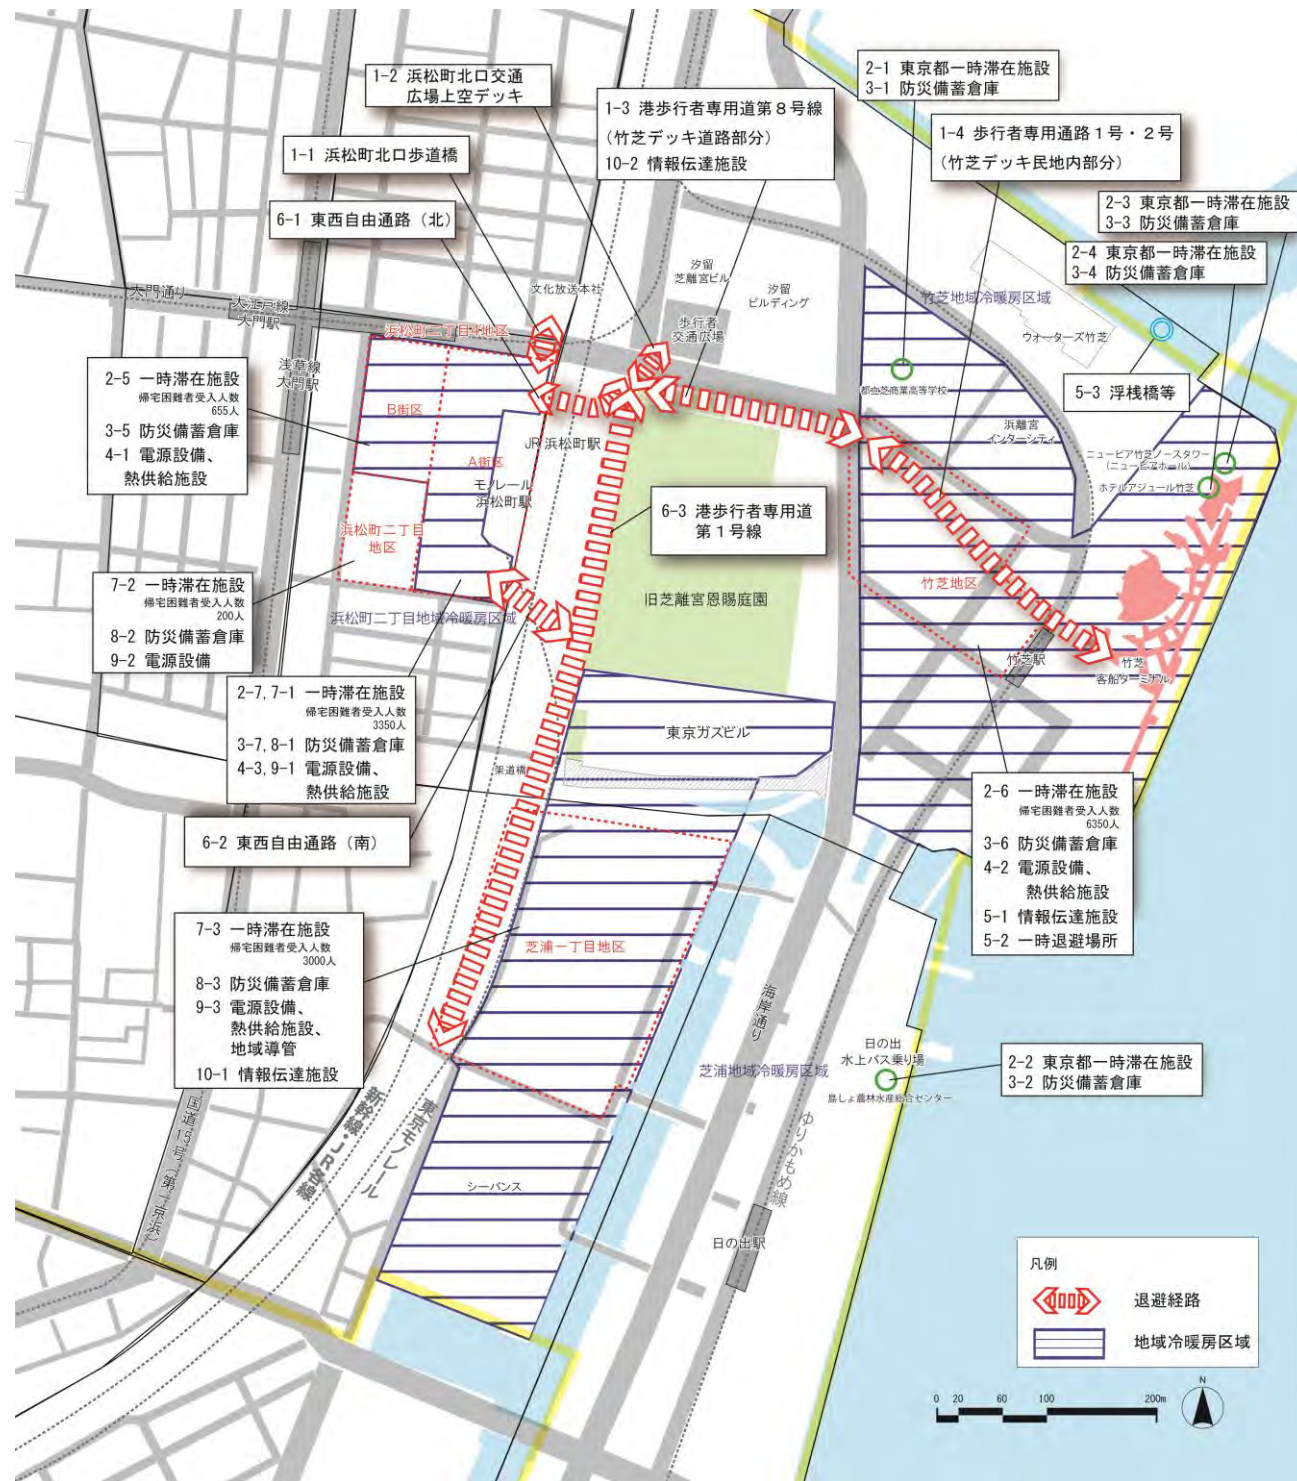 1-2 浜松町北口交通
広場上空デッキ
2-1 東京都一時滞在施設
3-1 防災備蓄倉庫
1-3 港歩行者専用道第8号線
(竹芝デッキ道路部分)
10-2 情報伝達施設
1-4 歩行者専用通路1号・2号
(竹芝デッキ民地内部分)
1-1 浜松町北口歩道橋
6-1 東西自由通路(北)
2-3 東京都一時滞在施設
3-3 防災備蓄倉庫
2-4 東京都一時滞在施設
3-4 防災備蓄倉庫
汐留
芝離宮ビル
汐留
ビルディング
文化放送本社
竹芝地域冷暖房区域
大門通り
大江戸線
大門駅
浜松町二丁目4地区
歩行者
交通広場
ウォーターズ竹芝
5-3 浮桟橋等
浅草線
大門駅
2-5 一時滞在施設
帰宅困難者受入人数
655人
3-5 防災備蓄倉庫
4-1 電源設備、
熱供給施設
都立芝商業高等学校
B街区
A街区
JR 浜松町駅
モノレール
浜松町駅
浜離宮
インターシティ
ニューピア竹芝ノースタワー
(ニューピアホール)
ホテルアジュール竹芝
6-3 港歩行者専用道
第1号線
浜松町二丁目
地区
7-2 一時滞在施設
帰宅困難者受入人数
200人
8-2 防災備蓄倉庫
9-2 電源設備
竹芝地区
旧芝離宮恩賜庭園
浜松町二丁目地域冷暖房区域
竹芝駅
竹芝
客船ターミナル
2-7, 7-1 一時滞在施設
帰宅困難者受入人数
3350人
3-7, 8-1 防災備蓄倉庫
4-3, 9-1 電源設備、
熱供給施設
東京ガスビル
架道橋
2-6 一時滞在施設
帰宅困難者受入人数
6350人
3-6 防災備蓄倉庫
4-2 電源設備、
熱供給施設
5-1 情報伝達施設
5-2 一時退避場所
6-2 東西自由通路(南)
7-3 一時滞在施設
帰宅困難者受入人数
3000人
8-3 防災備蓄倉庫
9-3 電源設備、
熱供給施設、
地域導管
10-1 情報伝達施設
芝浦一丁目地区
海岸通り
日の出
水上バス乗り場
島しょ農林水産総合センター
2-2 東京都一時滞在施設
3-2 防災備蓄倉庫
芝浦地域冷暖房区域
国道15号(第一京浜)
新幹線・JR各線
東京モノレール
ゆりかもめ線
シーバンス
日の出駅
凡例
退避経路
地域冷暖房区域
0 20 60 100 200m
N